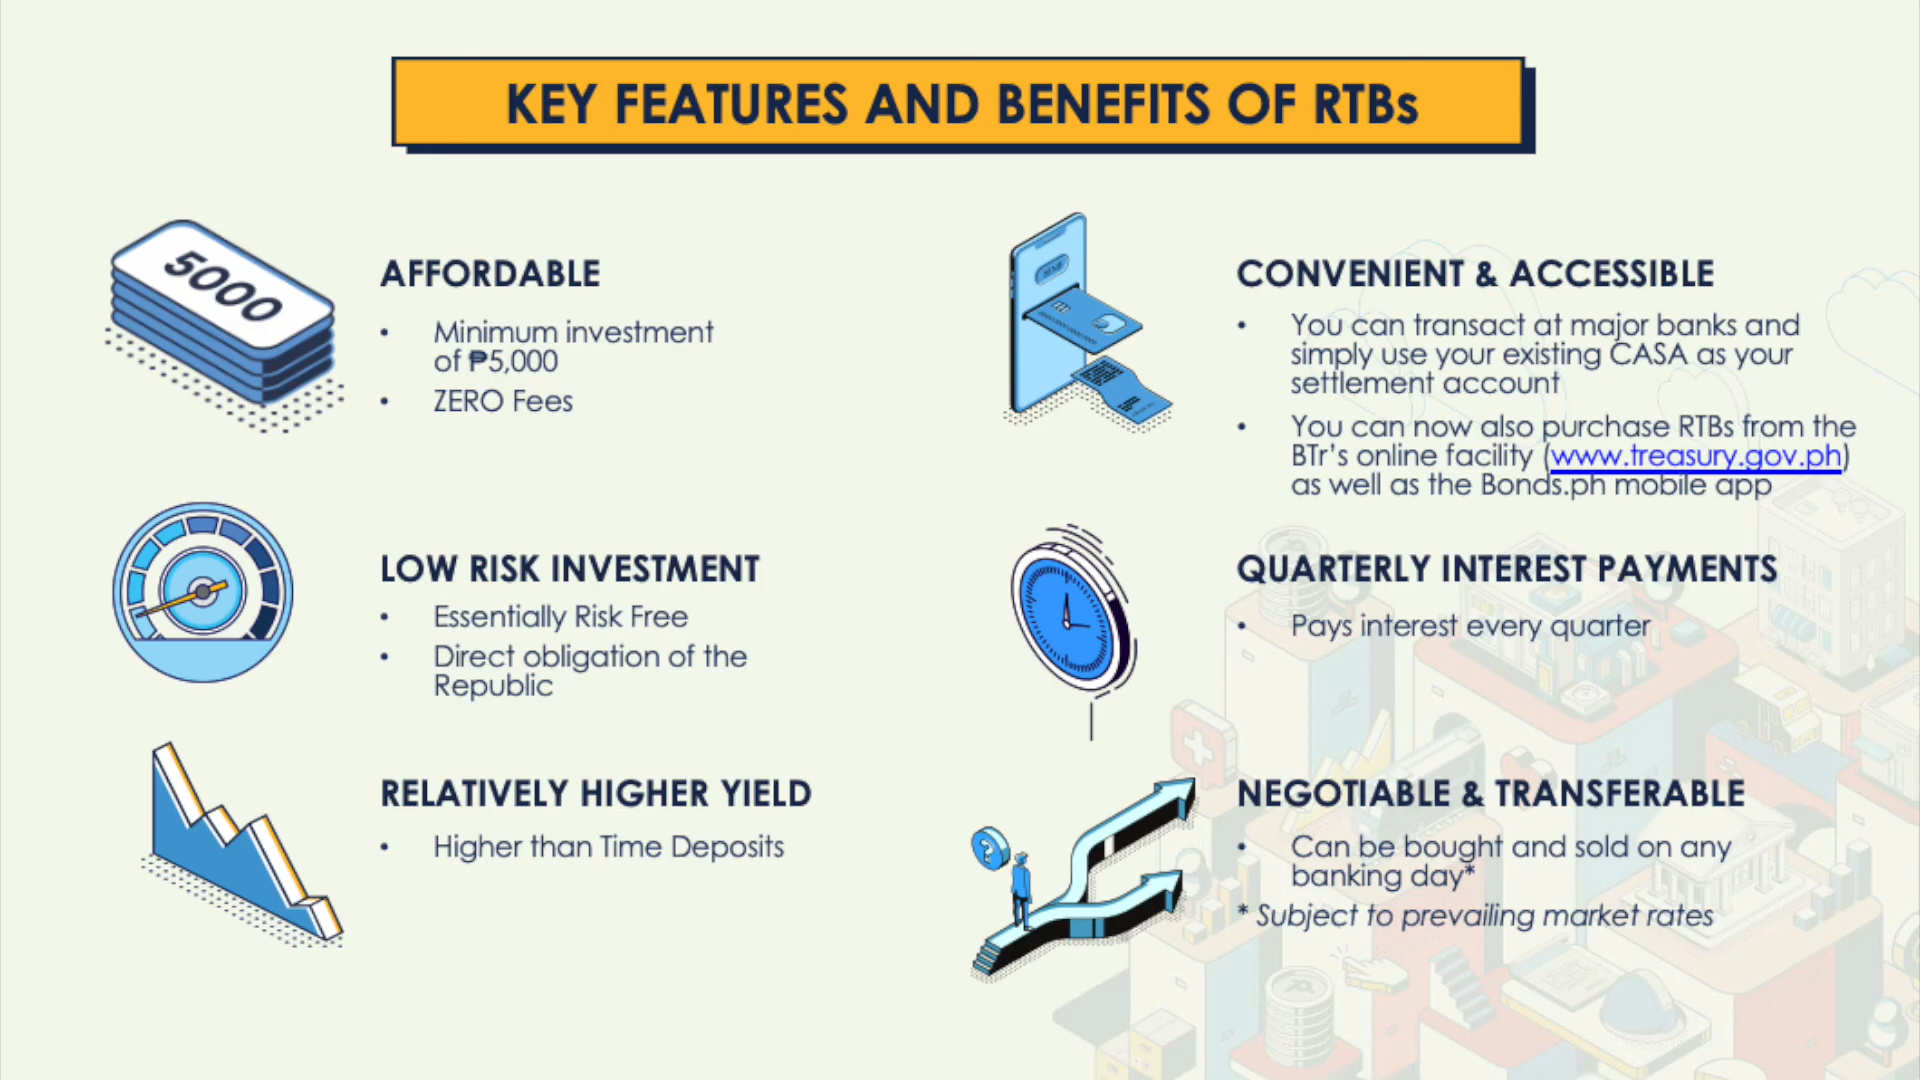 KEY FEATURES AND BENEFITS OF RTBs
5000
AFFORDABLE
• Minimum investment
of ₱5,000
• ZERO Fees
LOW RISK INVESTMENT
• Essentially Risk Free
• Direct obligation of the
Republic
RELATIVELY HIGHER YIELD
• Higher than Time Deposits
CONVENIENT & ACCESSIBLE
• You can transact at major banks and
simply use your existing CASA as your
settlement account
• You can now also purchase RTBs from the
BTr's online facility (www.treasury.gov.ph)
as well as the Bonds.ph mobile app
QUARTERLY INTEREST PAYMENTS
• Pays interest every quarter
?
NEGOTIABLE & TRANSFERABLE
• Can be bought and sold on any
banking day*
* Subject to prevailing market rates